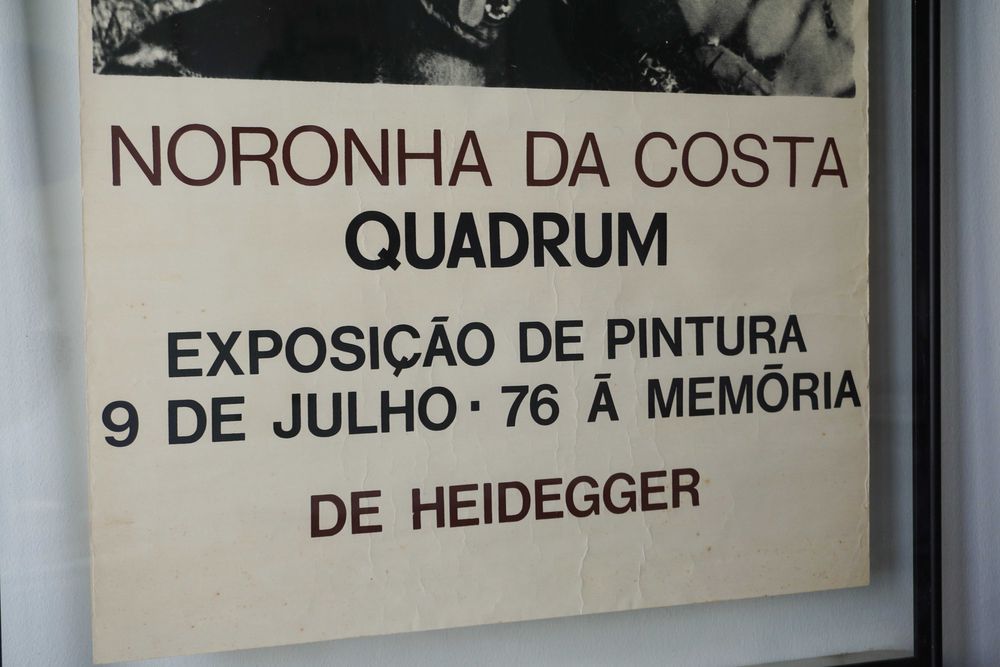 NORONHA DA COSTA
QUADRUM
EXPOSIÇÃO DE PINTURA
9 DE JULHO · 76 Ā MEMŌRIA
DE HEIDEGGER